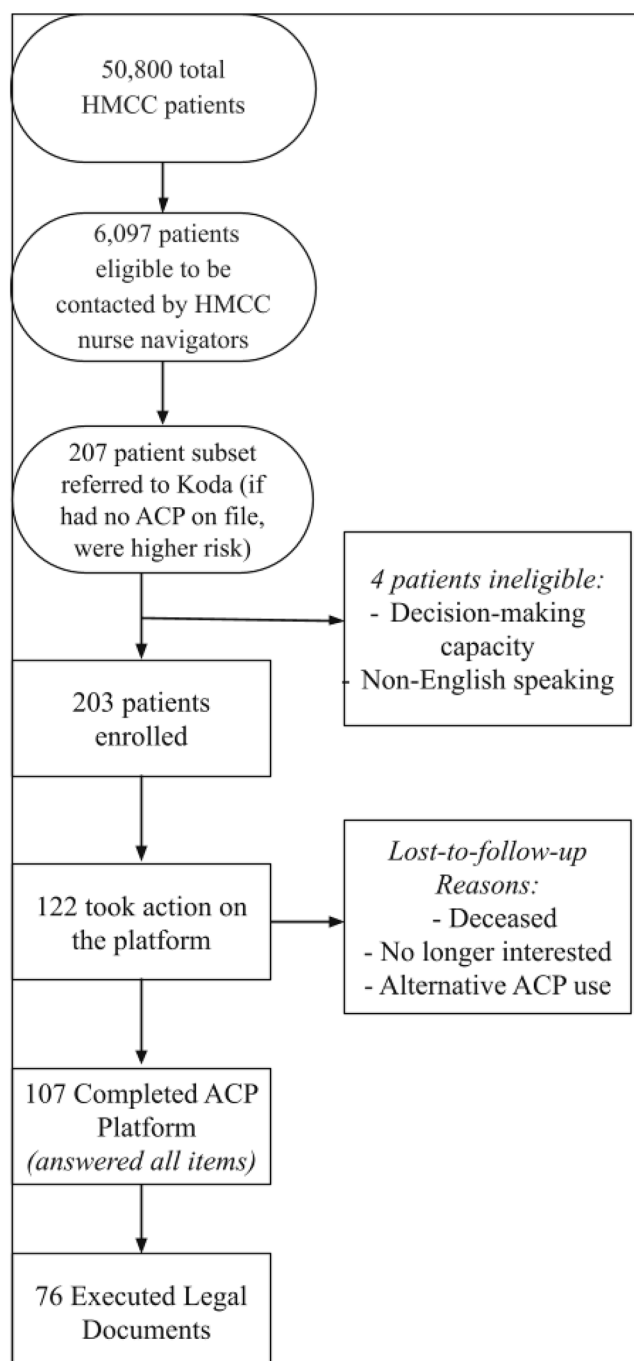 50,800 total
HMCC patients
6,097 patients
eligible to be
contacted by HMCC
nurse navigators
207 patient subset
referred to Koda (if
had no ACP on file,
were higher risk)
4 patients ineligible:
- Decision-making
capacity
- Non-English speaking
203 patients
enrolled
122 took action on
the platform
Lost-to-follow-up
Reasons:
- Deceased
- No longer interested
- Alternative ACP use
107 Completed ACP
Platform
(answered all items)
76 Executed Legal
Documents